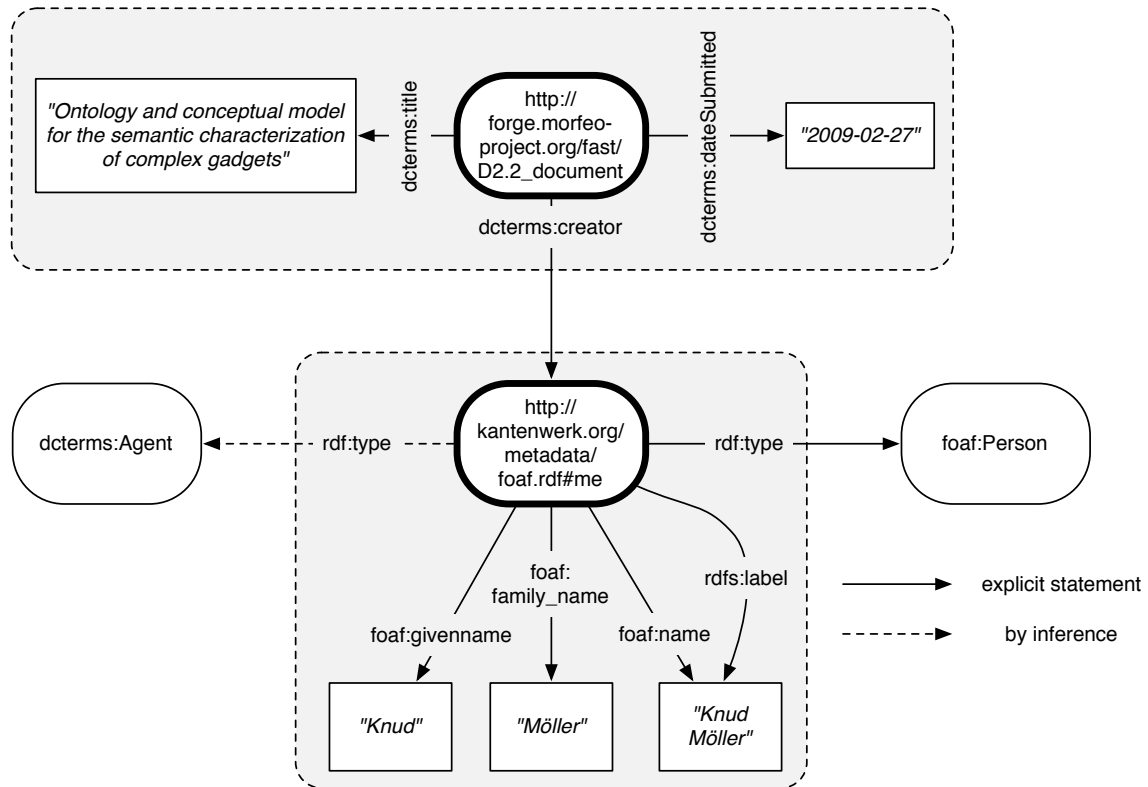 "Ontology and conceptual model
for the semantic characterization
of complex gadgets"
dcterms:title
http://
forge.morfeo-
project.org/fast/
D2.2_document
dcterms:dateSubmitted
"2009-02-27"
dcterms:creator
dcterms:Agent
rdf:type
http://
kantenwerk.org/
metadata/
foaf.rdf#me
rdf:type
foaf:Person
foaf:
family_name
rdfs:label
foaf:givenname
foaf:name
"Knud"
"Möller"
"Knud
Möller"
explicit statement
by inference